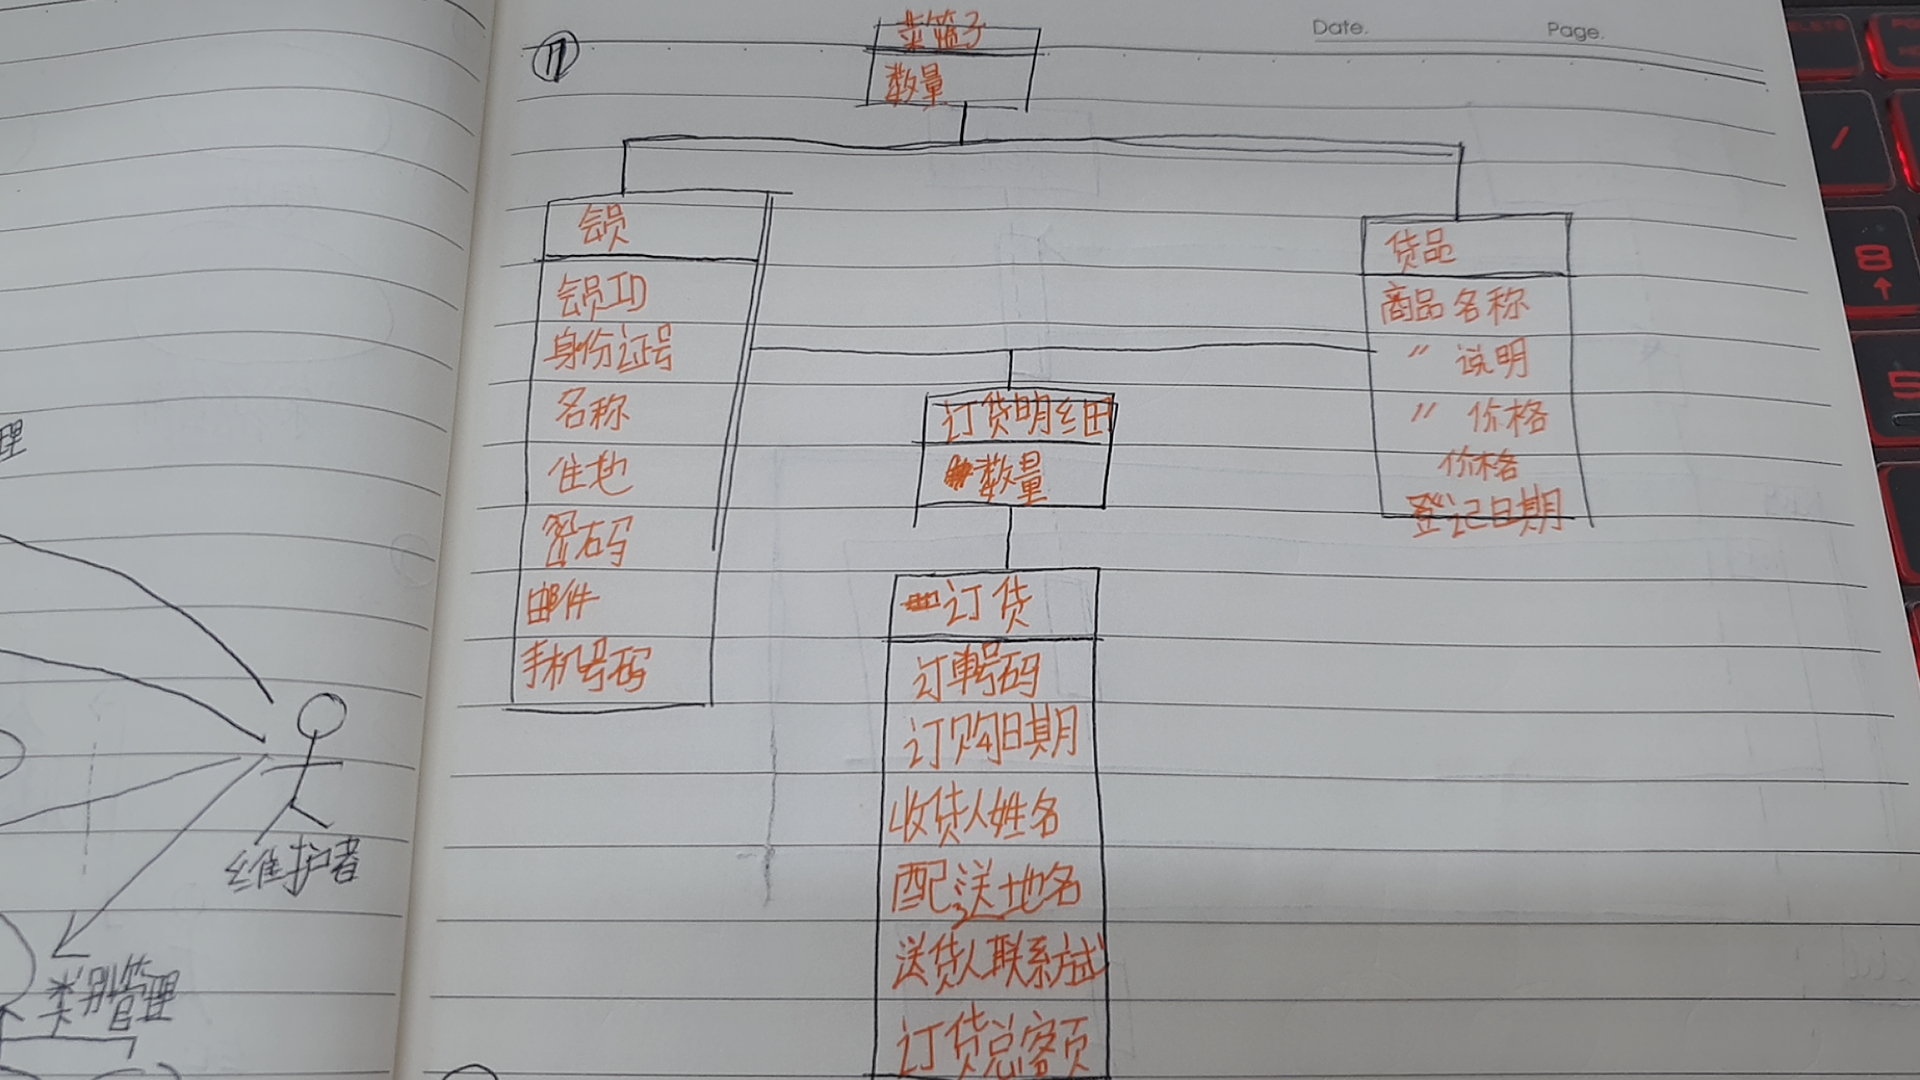 Date.
Page.
⑰
菜篮子
数量
会员
会员ID
身份证号
名称
住地
密码
邮件
手机号码
货品
商品名称
〃 说明
〃 价格
价格
登记日期
订货明细
数量
订货
订单号码
订购日期
收货人姓名
配送地名
送货人联系方式
订货总额
理
维护者
类别管理
DELETE
/
8
5